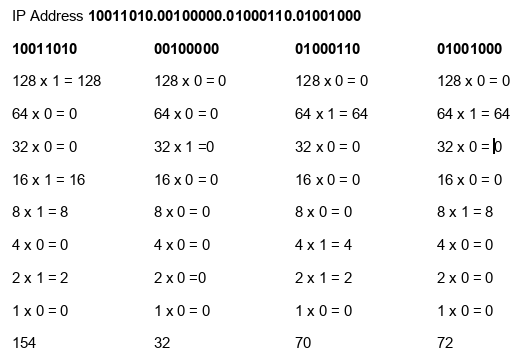 IP Address 10011010.00100000.01000110.01001000
10011010 00100000 01000110 01001000
128 x 1 = 128 128 x 0 = 0 128 x 0 = 0 128 x 0 = 0
64 x 0 = 0 64 x 0 = 0 64 x 1 = 64 64 x 1 = 64
32 x 0 = 0 32 x 1 =0 32 x 0 = 0 32 x 0 = 0
16 x 1 = 16 16 x 0 = 0 16 x 0 = 0 16 x 0 = 0
8 x 1 = 8 8 x 0 = 0 8 x 0 = 0 8 x 1 = 8
4 x 0 = 0 4 x 0 = 0 4 x 1 = 4 4 x 0 = 0
2 x 1 = 2 2 x 0 =0 2 x 1 = 2 2 x 0 = 0
1 x 0 = 0 1 x 0 = 0 1 x 0 = 0 1 x 0 = 0
154 32 70 72